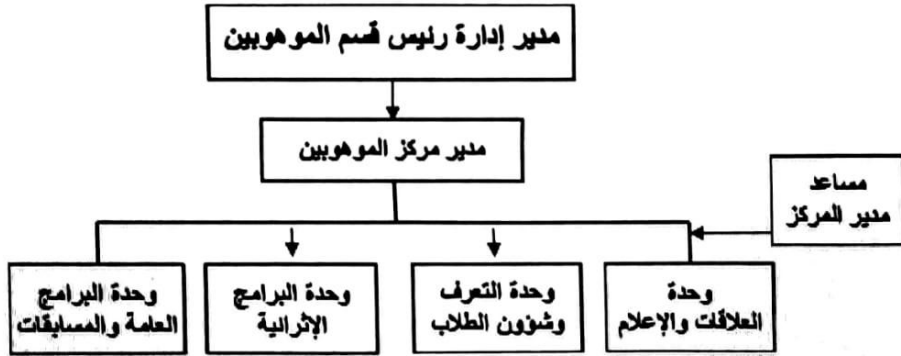 مدير إدارة رئيس قسم الموهوبين
مدير مركز الموهوبين
مساعد
مدير المركز
وحدة
العلاقات والإعلام
وحدة التعرف
وشؤون الطلاب
وحدة البرامج
الإثرائية
وحدة البرامج
العامة والمسابقات